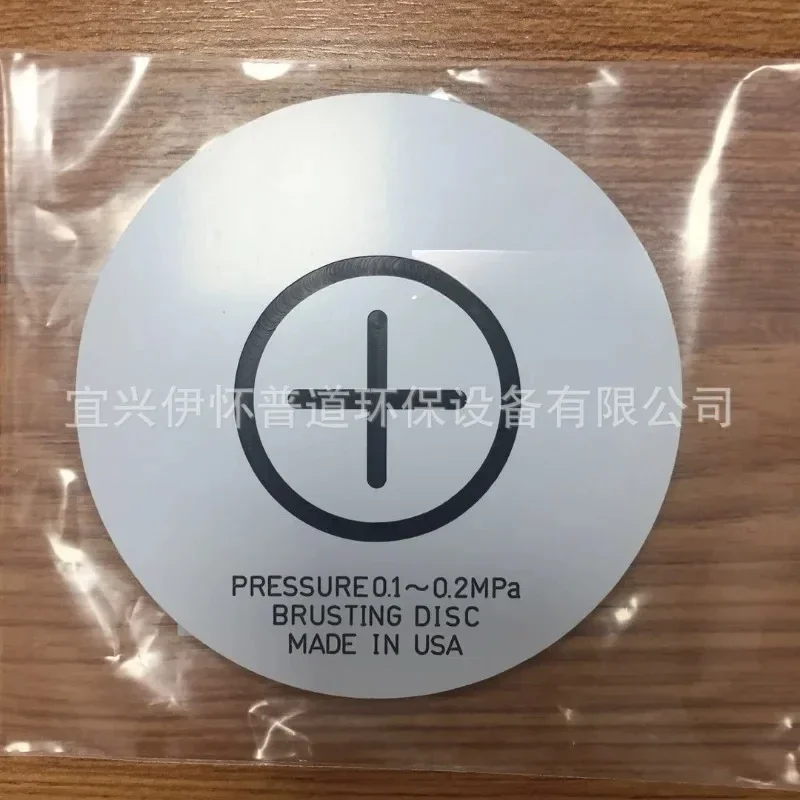 宜兴伊怀普道环保设备有限公司
PRESSURE0.1～0.2MPa
BRUSTING DISC
MADE IN USA